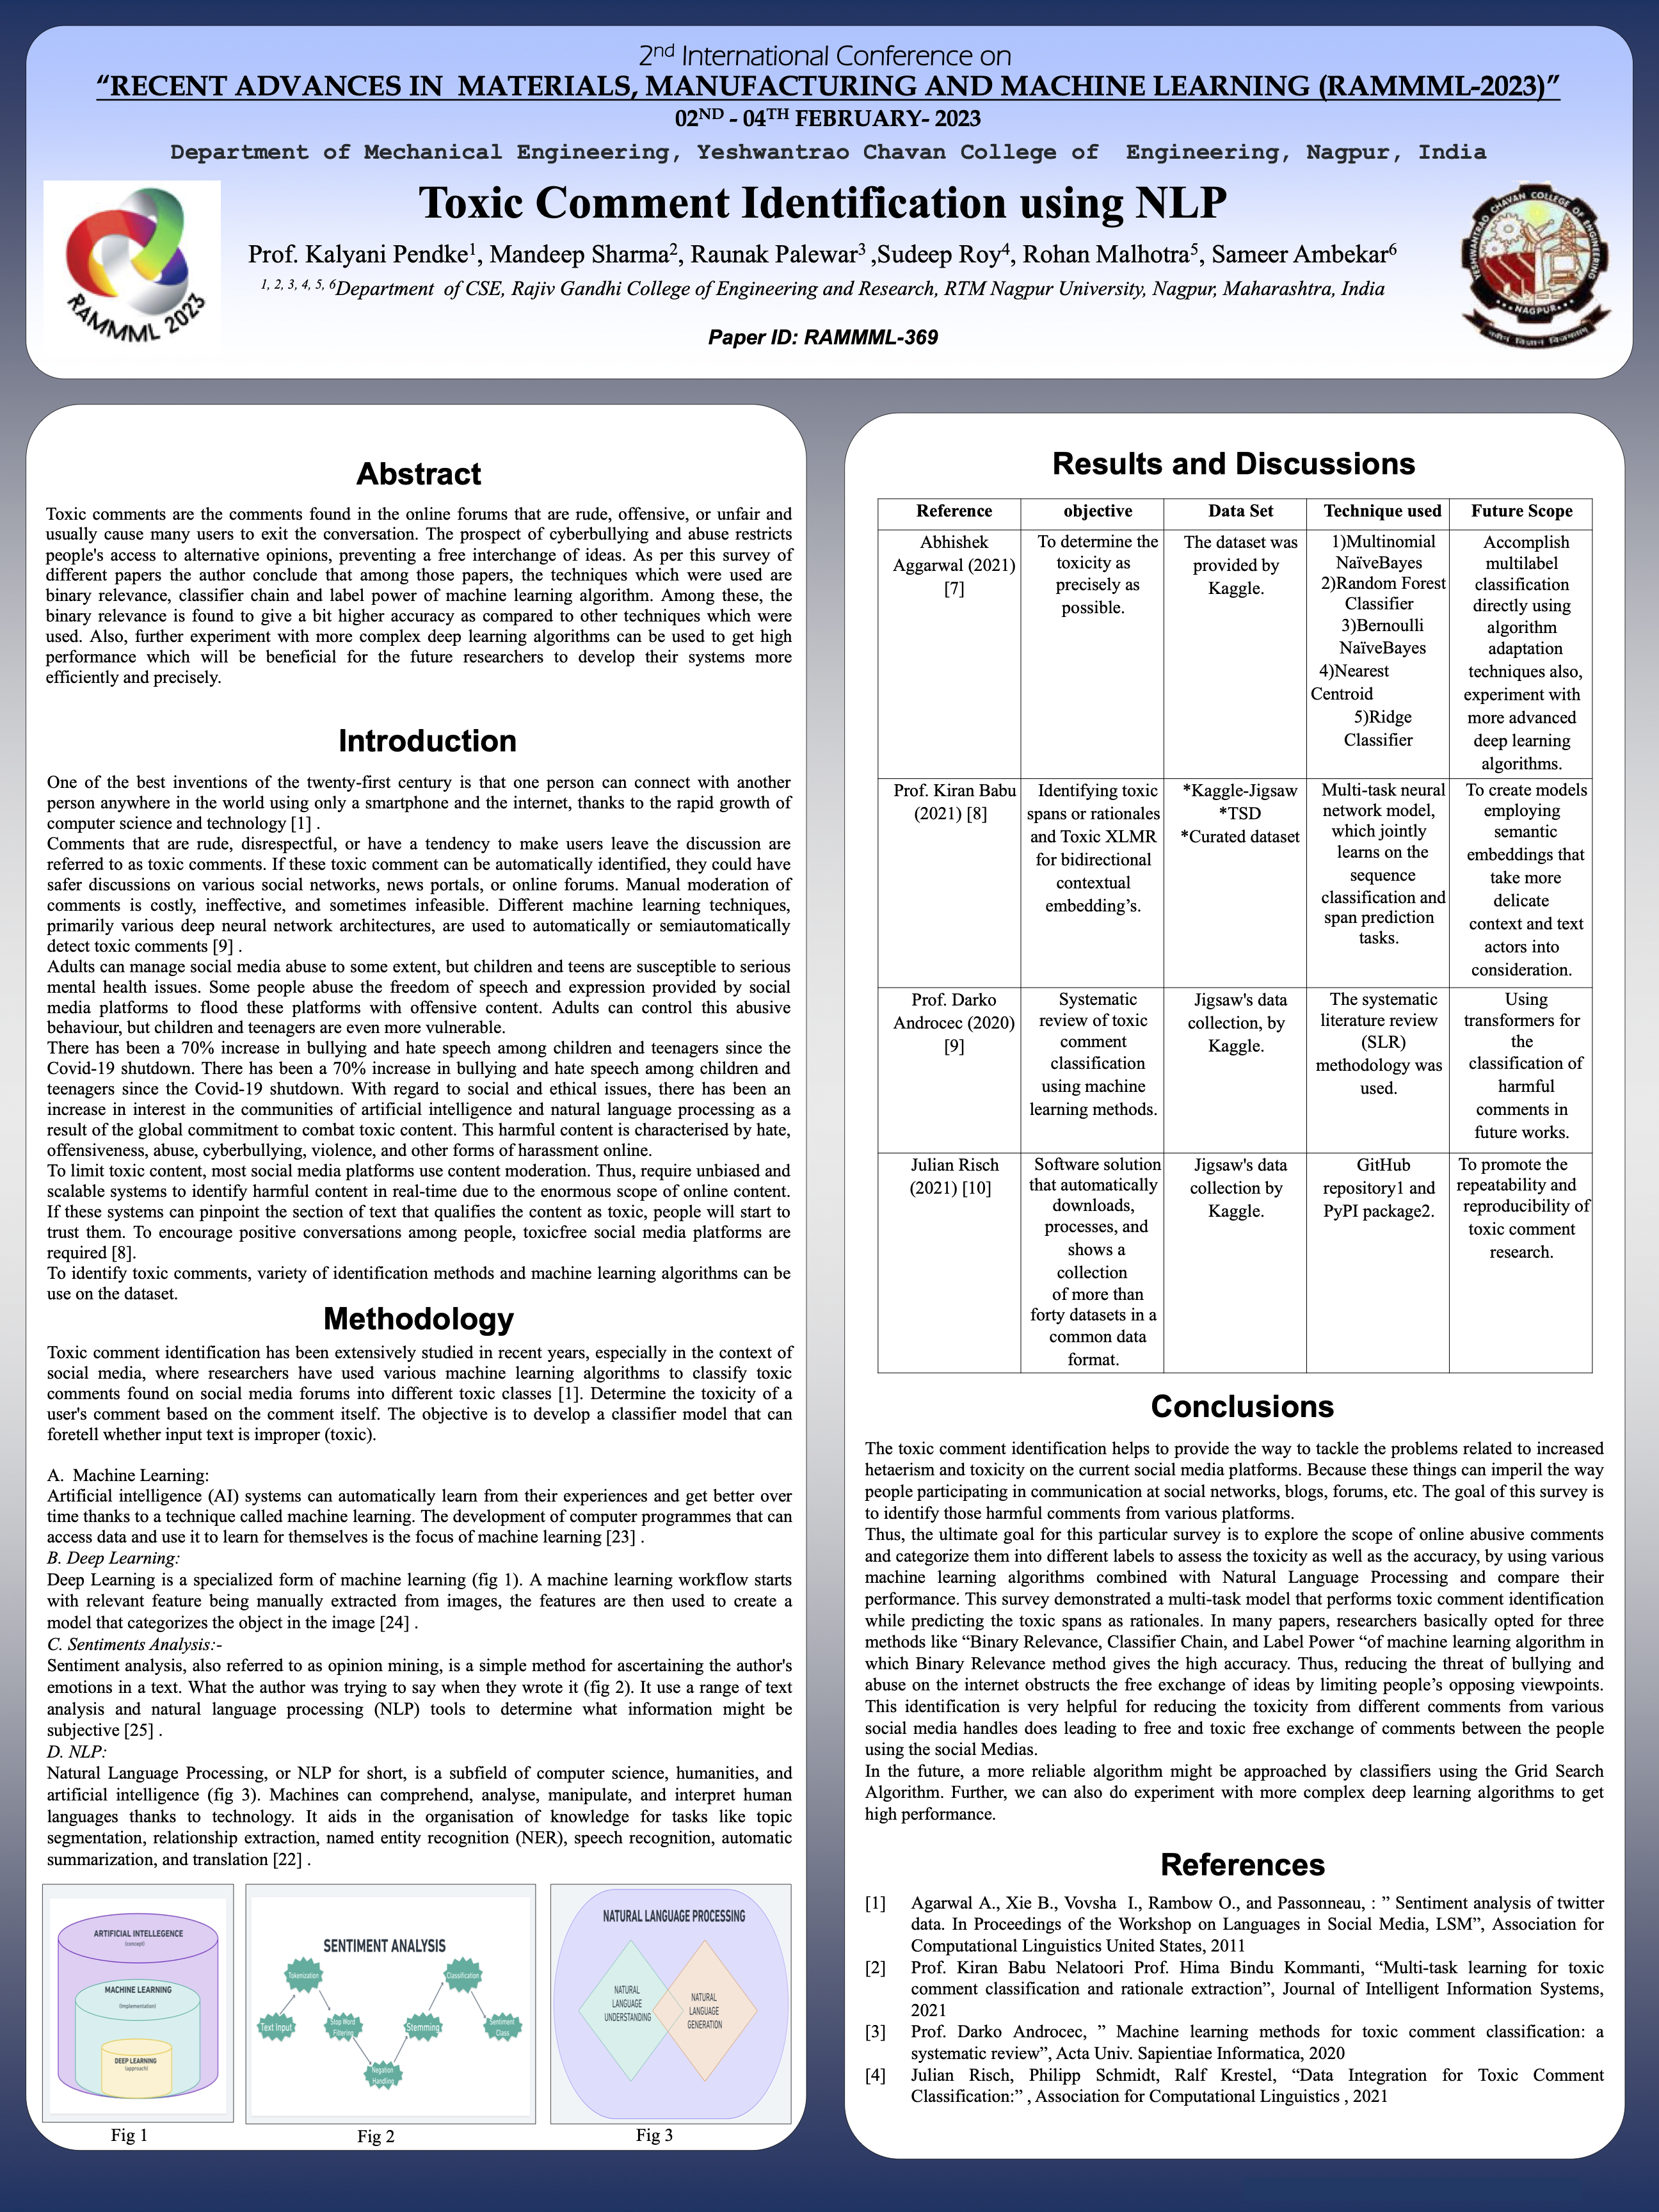 2nd International Conference on
“RECENT ADVANCES IN MATERIALS, MANUFACTURING AND MACHINE LEARNING (RAMMML-2023)”
02ND - 04TH FEBRUARY- 2023
Department of Mechanical Engineering, Yeshwantrao Chavan College of Engineering, Nagpur, India
Toxic Comment Identification using NLP
Prof. Kalyani Pendke1, Mandeep Sharma2, Raunak Palewar3 ,Sudeep Roy4, Rohan Malhotra5, Sameer Ambekar6
1, 2, 3, 4, 5, 6Department of CSE, Rajiv Gandhi College of Engineering and Research, RTM Nagpur University, Nagpur, Maharashtra, India
Paper ID: RAMMML-369
RAMMML 2023
YESHWANTRAO CHAVAN COLLEGE OF ENGINEERING
NAGPUR
Abstract
Toxic comments are the comments found in the online forums that are rude, offensive, or unfair and
usually cause many users to exit the conversation. The prospect of cyberbullying and abuse restricts
people's access to alternative opinions, preventing a free interchange of ideas. As per this survey of
different papers the author conclude that among those papers, the techniques which were used are
binary relevance, classifier chain and label power of machine learning algorithm. Among these, the
binary relevance is found to give a bit higher accuracy as compared to other techniques which were
used. Also, further experiment with more complex deep learning algorithms can be used to get high
performance which will be beneficial for the future researchers to develop their systems more
efficiently and precisely.
Introduction
One of the best inventions of the twenty-first century is that one person can connect with another
person anywhere in the world using only a smartphone and the internet, thanks to the rapid growth of
computer science and technology [1] .
Comments that are rude, disrespectful, or have a tendency to make users leave the discussion are
referred to as toxic comments. If these toxic comment can be automatically identified, they could have
safer discussions on various social networks, news portals, or online forums. Manual moderation of
comments is costly, ineffective, and sometimes infeasible. Different machine learning techniques,
primarily various deep neural network architectures, are used to automatically or semiautomatically
detect toxic comments [9] .
Adults can manage social media abuse to some extent, but children and teens are susceptible to serious
mental health issues. Some people abuse the freedom of speech and expression provided by social
media platforms to flood these platforms with offensive content. Adults can control this abusive
behaviour, but children and teenagers are even more vulnerable.
There has been a 70% increase in bullying and hate speech among children and teenagers since the
Covid-19 shutdown. There has been a 70% increase in bullying and hate speech among children and
teenagers since the Covid-19 shutdown. With regard to social and ethical issues, there has been an
increase in interest in the communities of artificial intelligence and natural language processing as a
result of the global commitment to combat toxic content. This harmful content is characterised by hate,
offensiveness, abuse, cyberbullying, violence, and other forms of harassment online.
To limit toxic content, most social media platforms use content moderation. Thus, require unbiased and
scalable systems to identify harmful content in real-time due to the enormous scope of online content.
If these systems can pinpoint the section of text that qualifies the content as toxic, people will start to
trust them. To encourage positive conversations among people, toxicfree social media platforms are
required [8].
To identify toxic comments, variety of identification methods and machine learning algorithms can be
use on the dataset.
Methodology
Toxic comment identification has been extensively studied in recent years, especially in the context of
social media, where researchers have used various machine learning algorithms to classify toxic
comments found on social media forums into different toxic classes [1]. Determine the toxicity of a
user's comment based on the comment itself. The objective is to develop a classifier model that can
foretell whether input text is improper (toxic).
A. Machine Learning:
Artificial intelligence (AI) systems can automatically learn from their experiences and get better over
time thanks to a technique called machine learning. The development of computer programmes that can
access data and use it to learn for themselves is the focus of machine learning [23] .
B. Deep Learning:
Deep Learning is a specialized form of machine learning (fig 1). A machine learning workflow starts
with relevant feature being manually extracted from images, the features are then used to create a
model that categorizes the object in the image [24] .
C. Sentiments Analysis:-
Sentiment analysis, also referred to as opinion mining, is a simple method for ascertaining the author's
emotions in a text. What the author was trying to say when they wrote it (fig 2). It use a range of text
analysis and natural language processing (NLP) tools to determine what information might be
subjective [25] .
D. NLP:
Natural Language Processing, or NLP for short, is a subfield of computer science, humanities, and
artificial intelligence (fig 3). Machines can comprehend, analyse, manipulate, and interpret human
languages thanks to technology. It aids in the organisation of knowledge for tasks like topic
segmentation, relationship extraction, named entity recognition (NER), speech recognition, automatic
summarization, and translation [22] .
ARTIFICIAL INTELLEGENCE
(concept)
MACHINE LEARNING
(implementation)
DEEP LEARNING
(approach)
Fig 1
SENTIMENT ANALYSIS
Tokenization
Classification
Text Input
Stop Word
Filtering
Stemming
Sentiment
Class
Negation
Handling
Fig 2
NATURAL LANGUAGE PROCESSING
NATURAL
LANGUAGE
UNDERSTANDING
NATURAL
LANGUAGE
GENERATION
Fig 3
Results and Discussions
Reference objective Data Set Technique used Future Scope
Abhishek
Aggarwal (2021)
[7]
To determine the
toxicity as
precisely as
possible.
The dataset was
provided by
Kaggle.
1)Multinomial
NaïveBayes
2)Random Forest
Classifier
3)Bernoulli
NaïveBayes
4)Nearest
Centroid
5)Ridge
Classifier
Accomplish
multilabel
classification
directly using
algorithm
adaptation
techniques also,
experiment with
more advanced
deep learning
algorithms.
Prof. Kiran Babu
(2021) [8]
Identifying toxic
spans or rationales
and Toxic XLMR
for bidirectional
contextual
embedding’s.
*Kaggle-Jigsaw
*TSD
*Curated dataset
Multi-task neural
network model,
which jointly
learns on the
sequence
classification and
span prediction
tasks.
To create models
employing
semantic
embeddings that
take more
delicate
context and text
actors into
consideration.
Prof. Darko
Androcec (2020)
[9]
Systematic
review of toxic
comment
classification
using machine
learning methods.
Jigsaw's data
collection, by
Kaggle.
The systematic
literature review
(SLR)
methodology was
used.
Using
transformers for
the
classification of
harmful
comments in
future works.
Julian Risch
(2021) [10]
Software solution
that automatically
downloads,
processes, and
shows a
collection
of more than
forty datasets in a
common data
format.
Jigsaw's data
collection by
Kaggle.
GitHub
repository1 and
PyPI package2.
To promote the
repeatability and
reproducibility of
toxic comment
research.
Conclusions
The toxic comment identification helps to provide the way to tackle the problems related to increased
hetaerism and toxicity on the current social media platforms. Because these things can imperil the way
people participating in communication at social networks, blogs, forums, etc. The goal of this survey is
to identify those harmful comments from various platforms.
Thus, the ultimate goal for this particular survey is to explore the scope of online abusive comments
and categorize them into different labels to assess the toxicity as well as the accuracy, by using various
machine learning algorithms combined with Natural Language Processing and compare their
performance. This survey demonstrated a multi-task model that performs toxic comment identification
while predicting the toxic spans as rationales. In many papers, researchers basically opted for three
methods like “Binary Relevance, Classifier Chain, and Label Power “of machine learning algorithm in
which Binary Relevance method gives the high accuracy. Thus, reducing the threat of bullying and
abuse on the internet obstructs the free exchange of ideas by limiting people’s opposing viewpoints.
This identification is very helpful for reducing the toxicity from different comments from various
social media handles does leading to free and toxic free exchange of comments between the people
using the social Medias.
In the future, a more reliable algorithm might be approached by classifiers using the Grid Search
Algorithm. Further, we can also do experiment with more complex deep learning algorithms to get
high performance.
References
[1] Agarwal A., Xie B., Vovsha I., Rambow O., and Passonneau, : ” Sentiment analysis of twitter
data. In Proceedings of the Workshop on Languages in Social Media, LSM”, Association for
Computational Linguistics United States, 2011
[2] Prof. Kiran Babu Nelatoori Prof. Hima Bindu Kommanti, “Multi-task learning for toxic
comment classification and rationale extraction”, Journal of Intelligent Information Systems,
2021
[3] Prof. Darko Androcec, ” Machine learning methods for toxic comment classification: a
systematic review”, Acta Univ. Sapientiae Informatica, 2020
[4] Julian Risch, Philipp Schmidt, Ralf Krestel, “Data Integration for Toxic Comment
Classification:” , Association for Computational Linguistics , 2021